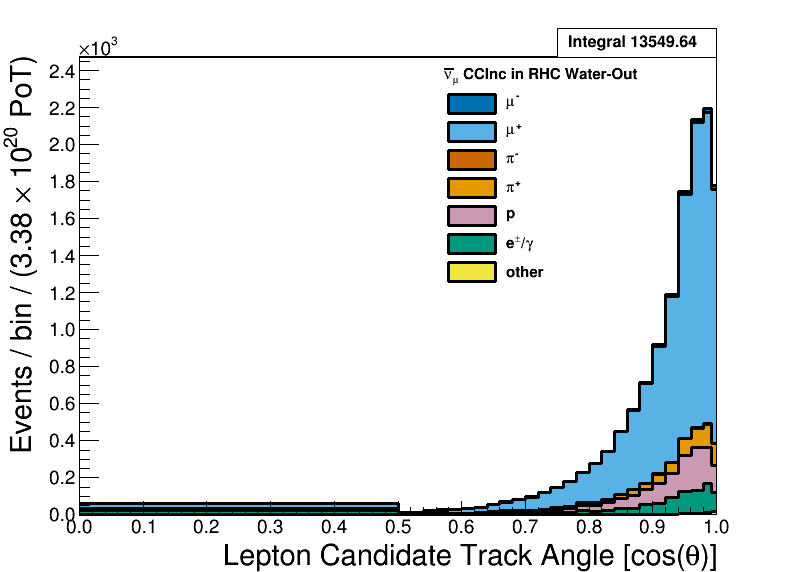 Integral 13549.64
×10³
ν̅μ CCInc in RHC Water-Out
μ⁻
μ⁺
π⁻
π⁺
p
e±/γ
other
Events / bin / (3.38 × 10²⁰ PoT)
2.4
2.2
2.0
1.8
1.6
1.4
1.2
1.0
0.8
0.6
0.4
0.2
0.0
0.0 0.1 0.2 0.3 0.4 0.5 0.6 0.7 0.8 0.9 1.0
Lepton Candidate Track Angle [cos(θ)]